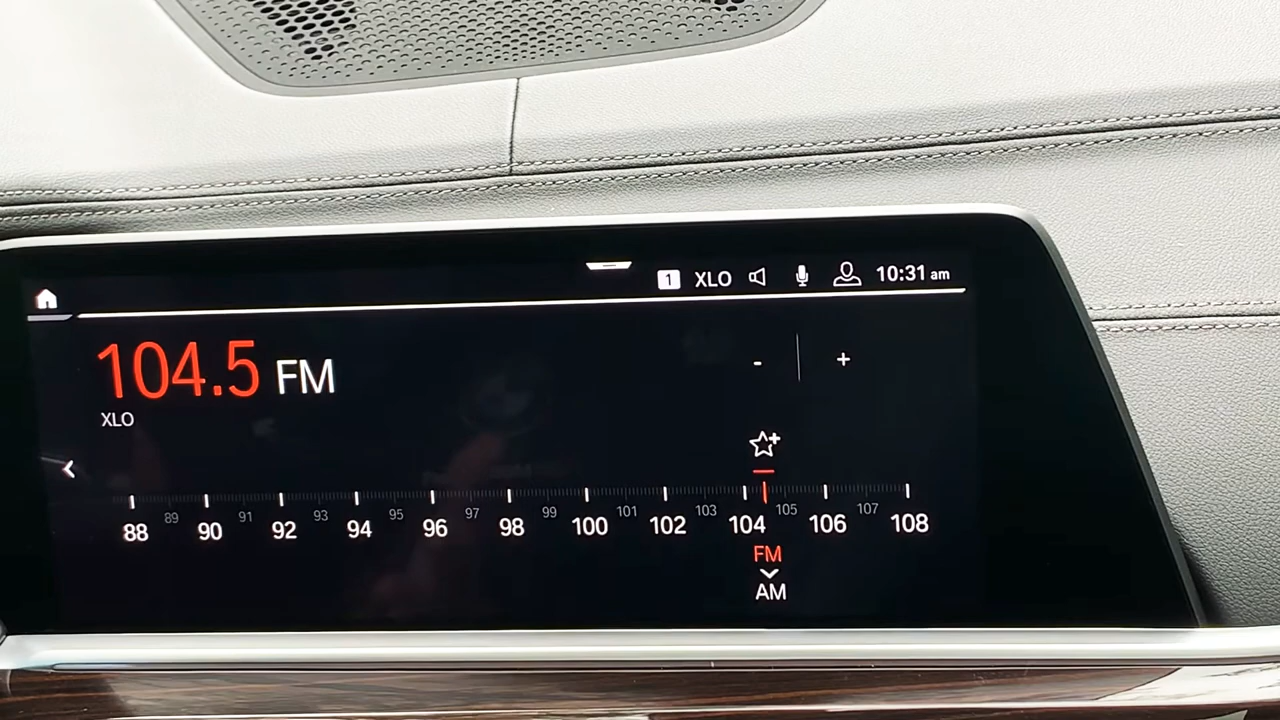 1 XLO 10:31 am
104.5 FM
- +
XLO
88 89 90 91 92 93 94 95 96 97 98 99 100 101 102 103 104 105 106 107 108
FM
AM